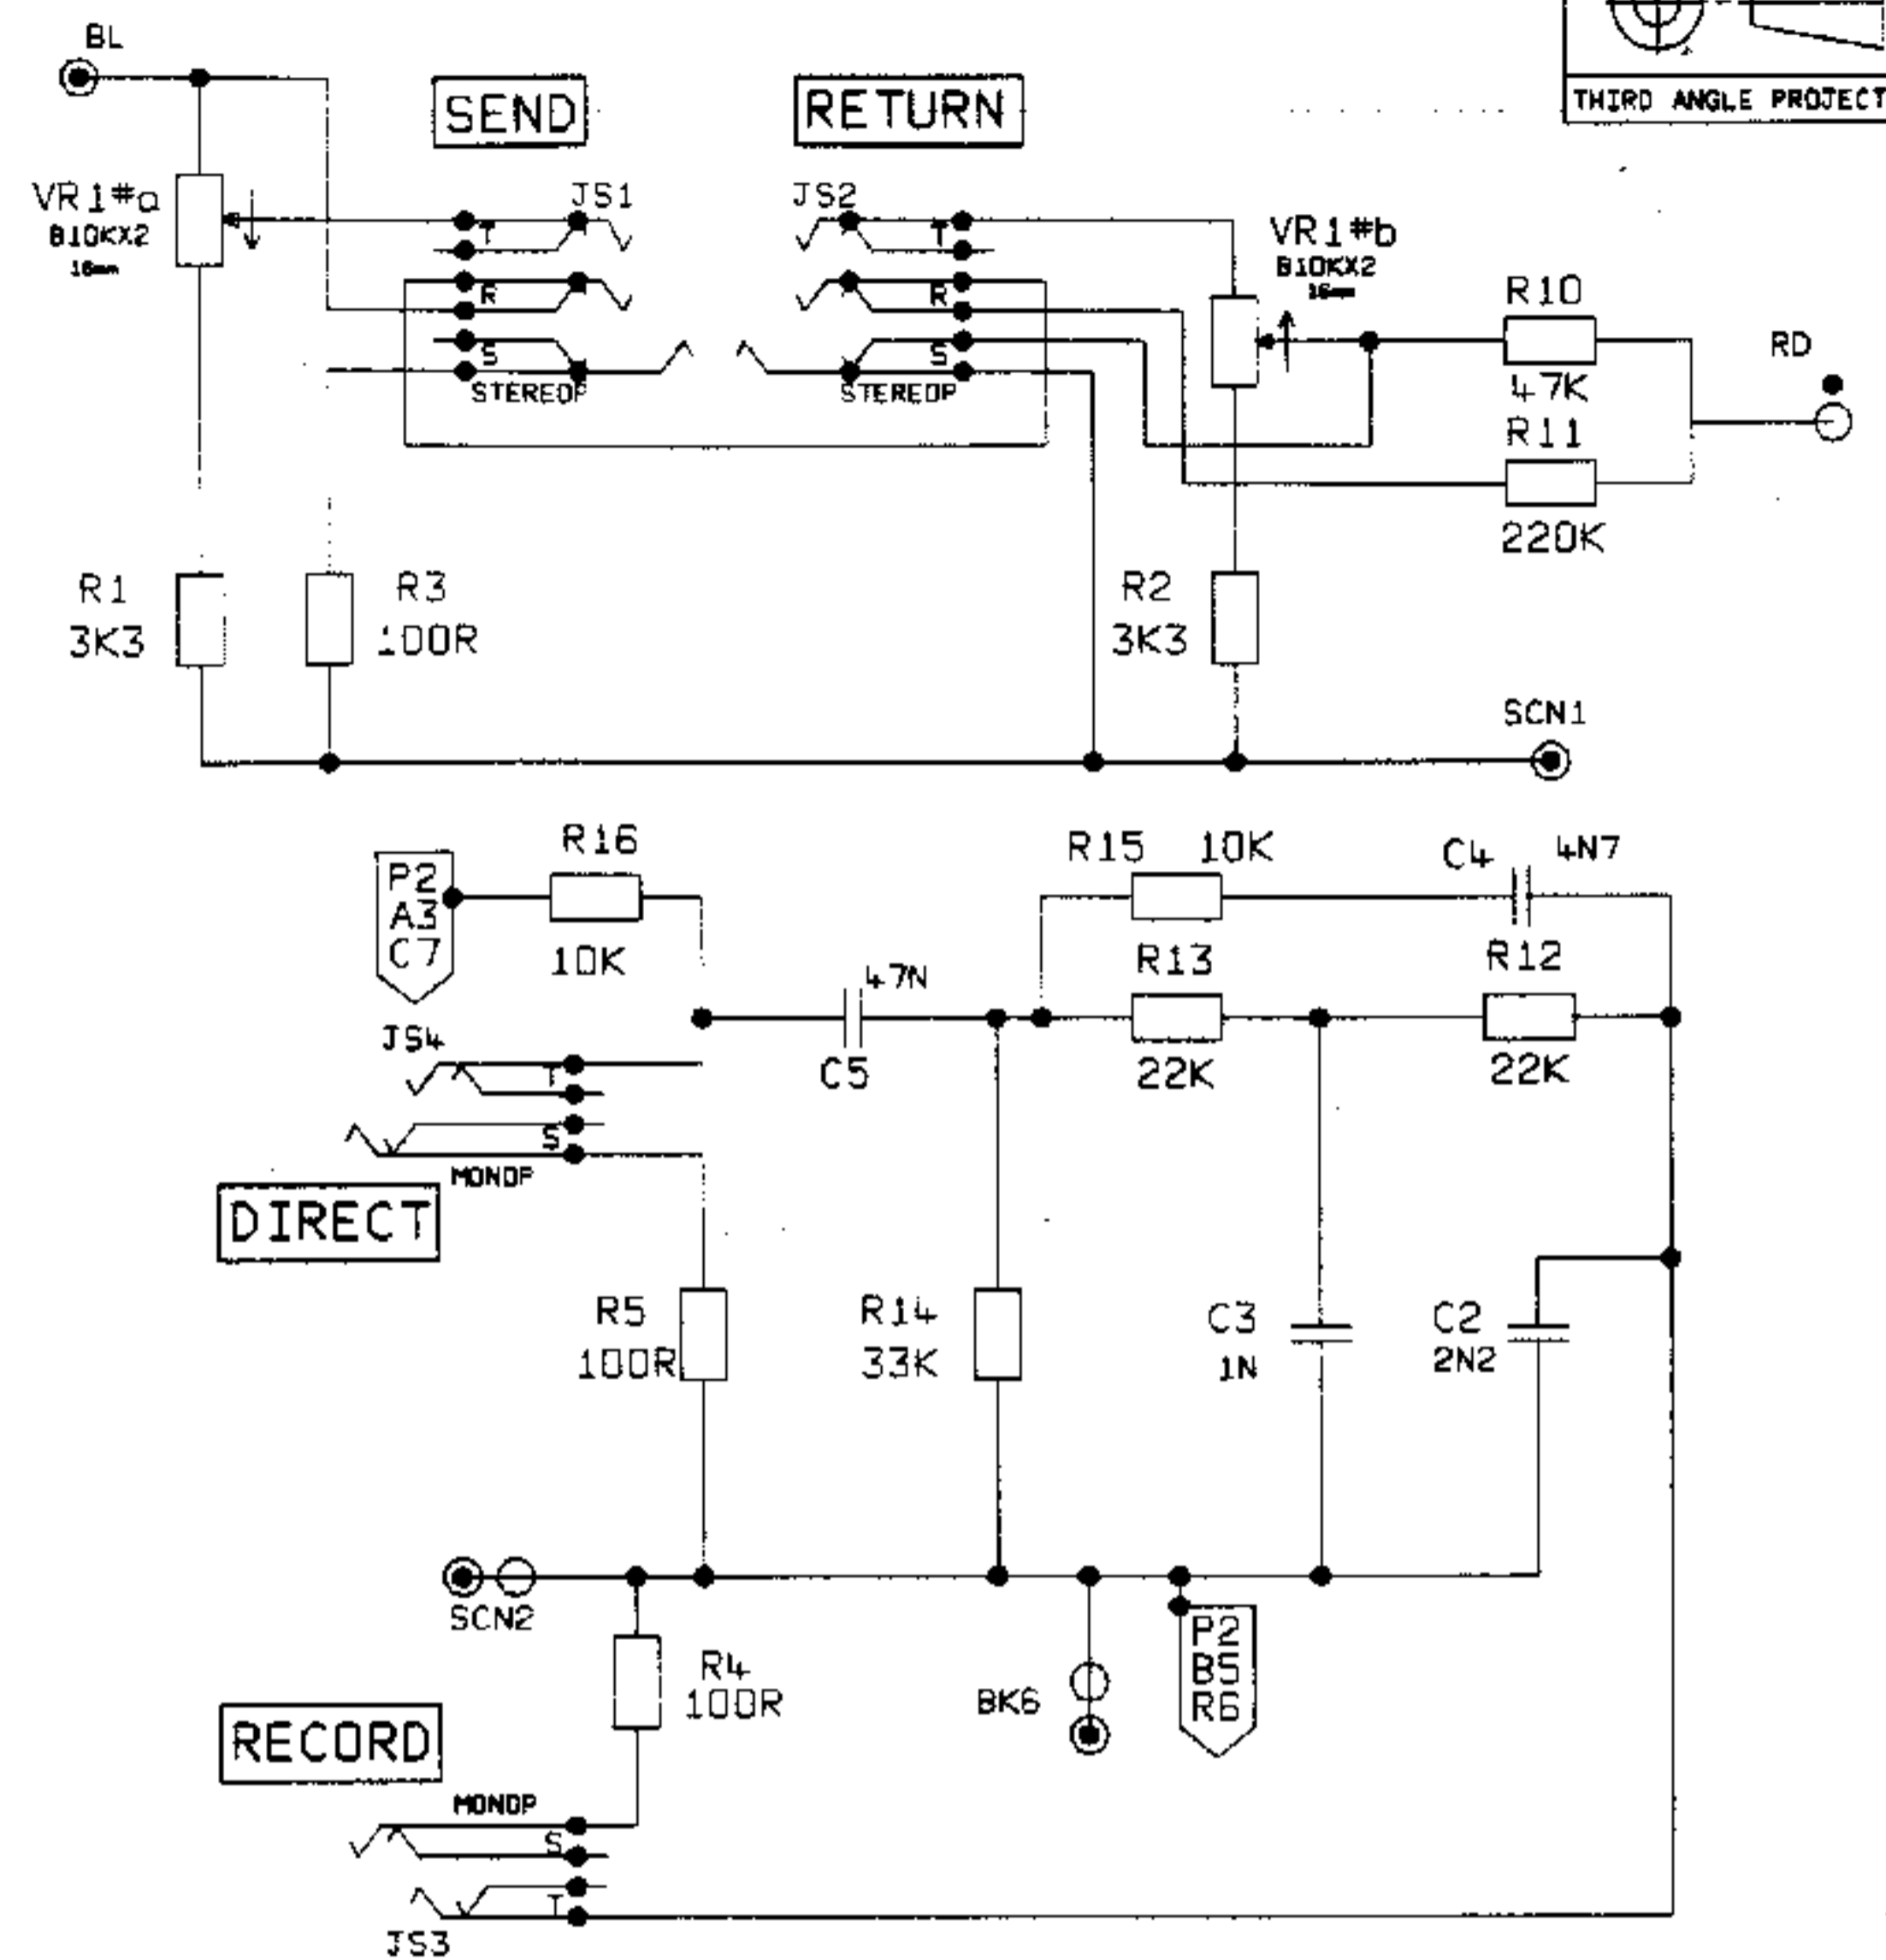 BL
SEND
RETURN
THIRD ANGLE PROJECT
VR1#a
B10KX2
16mm
JS1
JS2
T
T
VR1#b
B10KX2
16mm
R
R
S
S
STEREOP
STEREOP
R10
47K
RD
R11
220K
R1
3K3
R3
100R
R2
3K3
SCN1
P2
A3
C7
R16
10K
R15
10K
C4
4N7
R13
22K
R12
22K
47N
C5
JS4
T
S
MONOP
DIRECT
R5
100R
R14
33K
C3
1N
C2
2N2
SCN2
R4
100R
BK6
P2
B5
R6
RECORD
MONOP
S
T
JS3